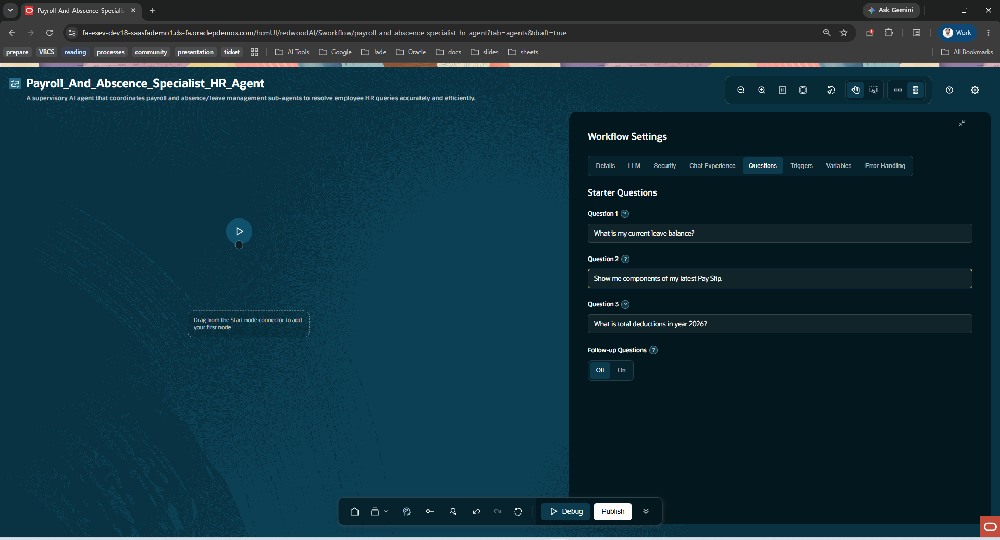 Payroll_And_Abscence_Specialis
Ask Gemini
fa-esev-dev18-saasfademo1.ds-fa.oraclepdemos.com/hcmUI/redwoodAI/$workflow/payroll_and_abscence_specialist_hr_agent?tab=agents&draft=true
Work
prepare VBCS reading processes community presentation ticket AI Tools Google Jade Oracle docs slides sheets All Bookmarks
Payroll_And_Abscence_Specialist_HR_Agent
A supervisory AI agent that coordinates payroll and absence/leave management sub-agents to resolve employee HR queries accurately and efficiently.
Workflow Settings
Details LLM Security Chat Experience Questions Triggers Variables Error Handling
Starter Questions
Question 1
What is my current leave balance?
Question 2
Show me components of my latest Pay Slip.
Question 3
What is total deductions in year 2026?
Follow-up Questions
Off On
Drag from the Start node connector to add
your first node
Debug Publish